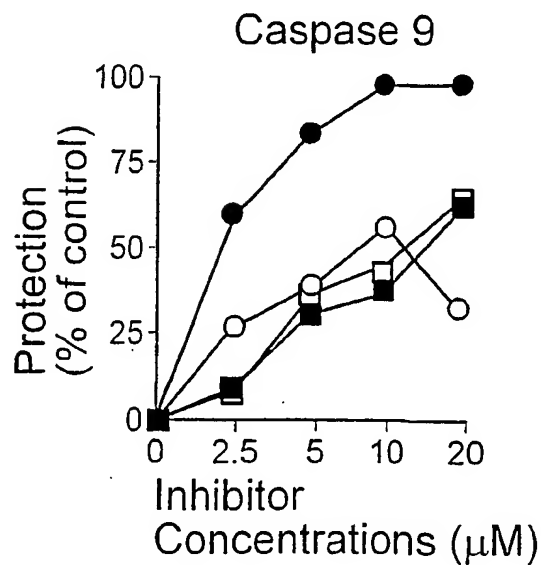 Caspase 9
Protection
(% of control)
100
75
50
25
0
0 2.5 5 10 20
Inhibitor
Concentrations (μM)